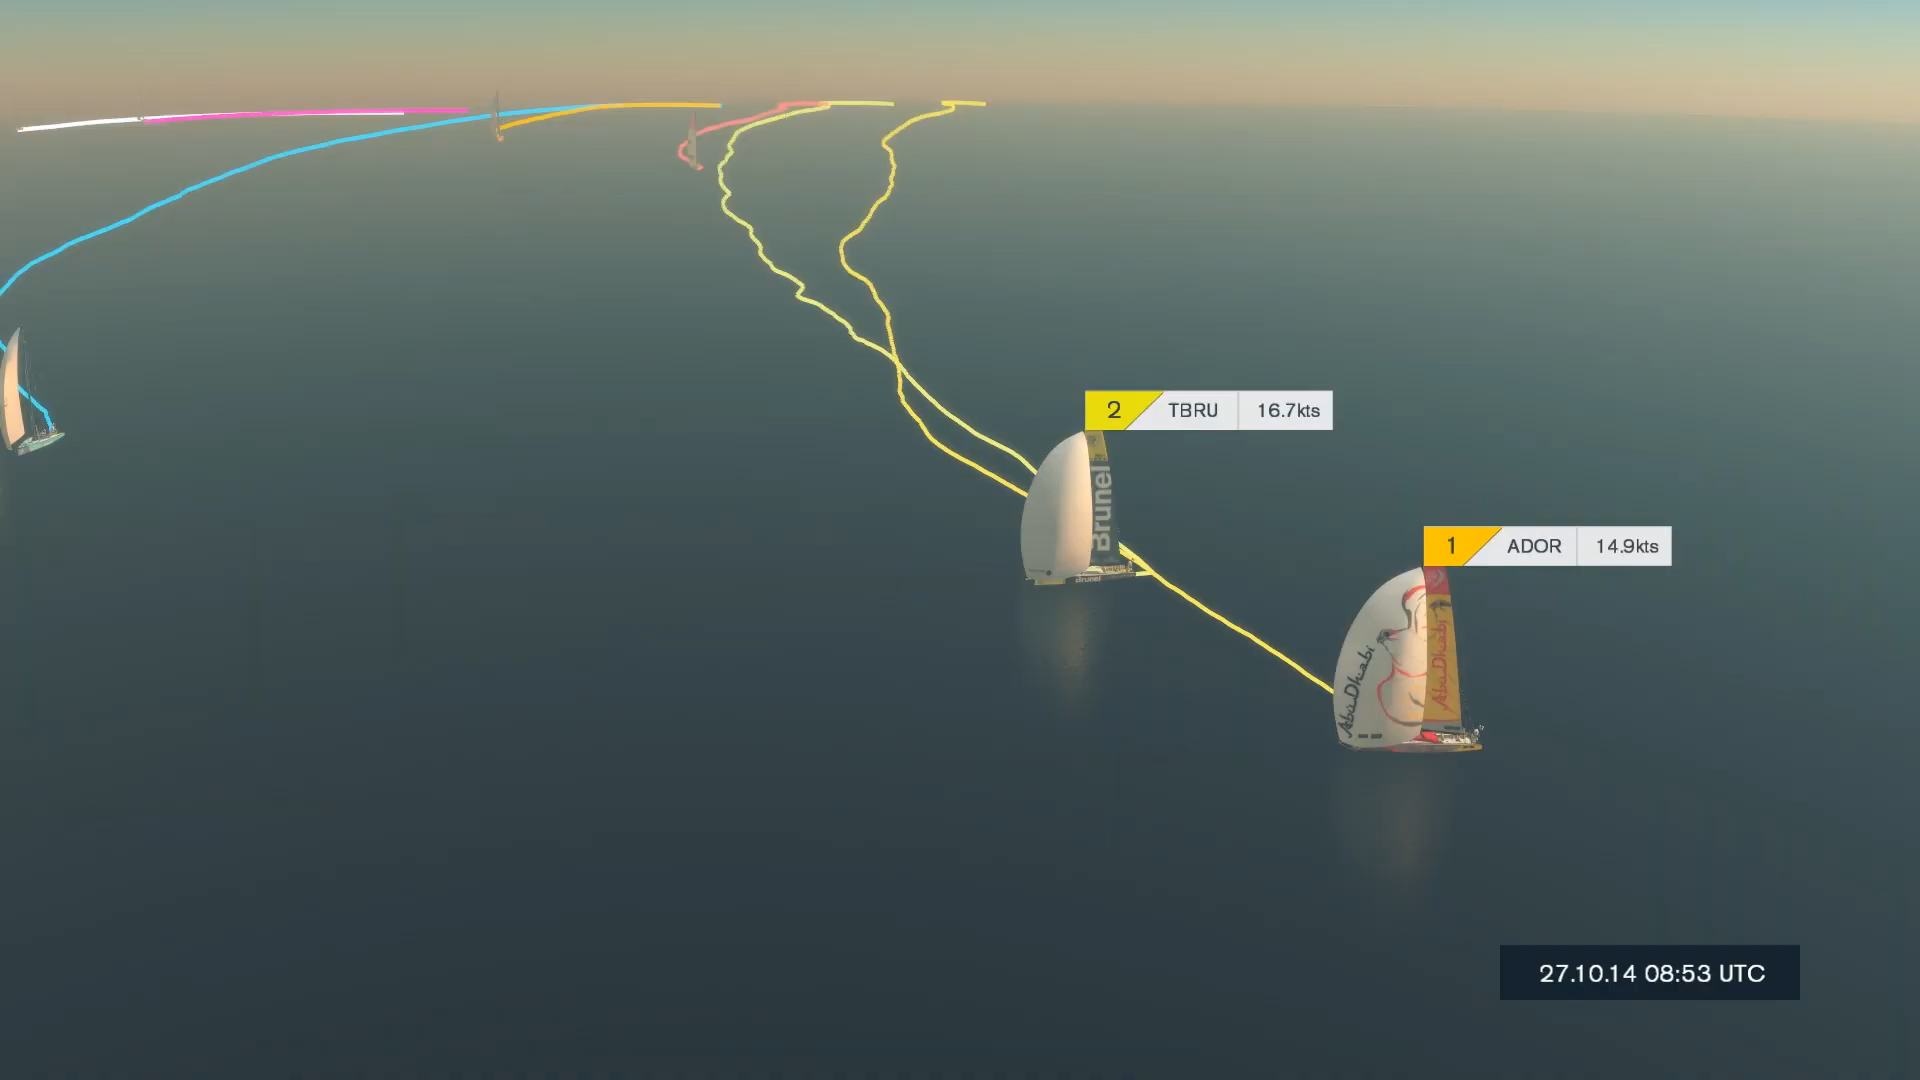 2 TBRU 16.7kts
Brunel
Brunel
1 ADOR 14.9kts
Abu Dhabi
Abu Dhabi
27.10.14 08:53 UTC